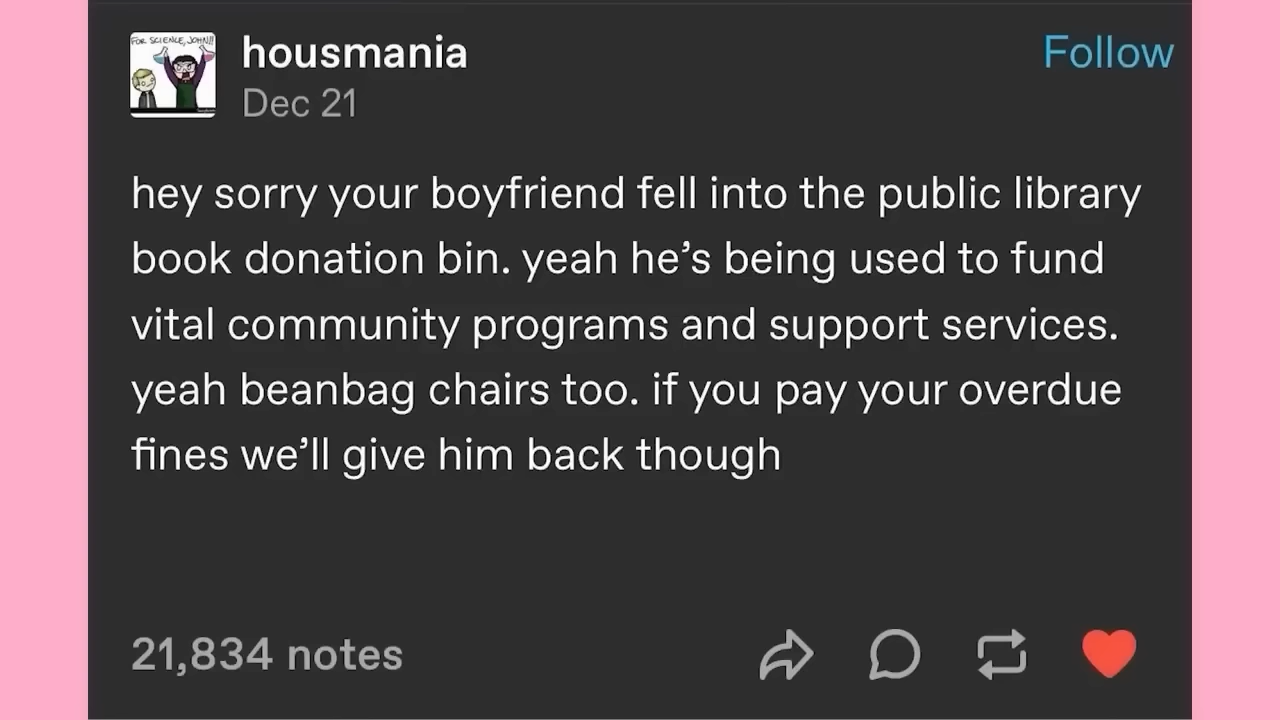 FOR SCIENCE, JOHN!!
housmania
Follow
Dec 21
hey sorry your boyfriend fell into the public library
book donation bin. yeah he’s being used to fund
vital community programs and support services.
yeah beanbag chairs too. if you pay your overdue
fines we’ll give him back though
21,834 notes